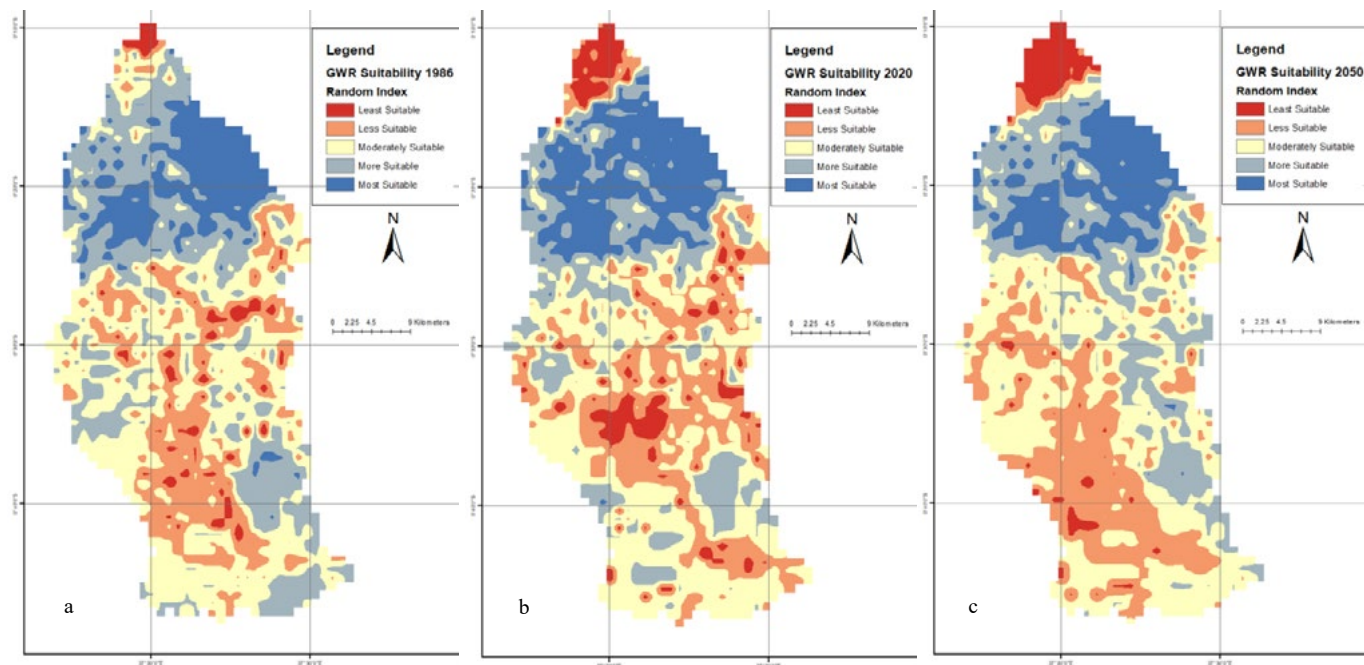 Legend
GWR Suitability 1986
Random Index
Least Suitable
Less Suitable
Moderately Suitable
More Suitable
Most Suitable
N
0 2.25 4.5 9 Kilometers
a
Legend
GWR Suitability 2020
Random Index
Least Suitable
Less Suitable
Moderately Suitable
More Suitable
Most Suitable
N
0 2.25 4.5 9 Kilometers
b
Legend
GWR Suitability 2050
Random Index
Least Suitable
Less Suitable
Moderately Suitable
More Suitable
Most Suitable
N
0 2.25 4.5 9 Kilometers
c